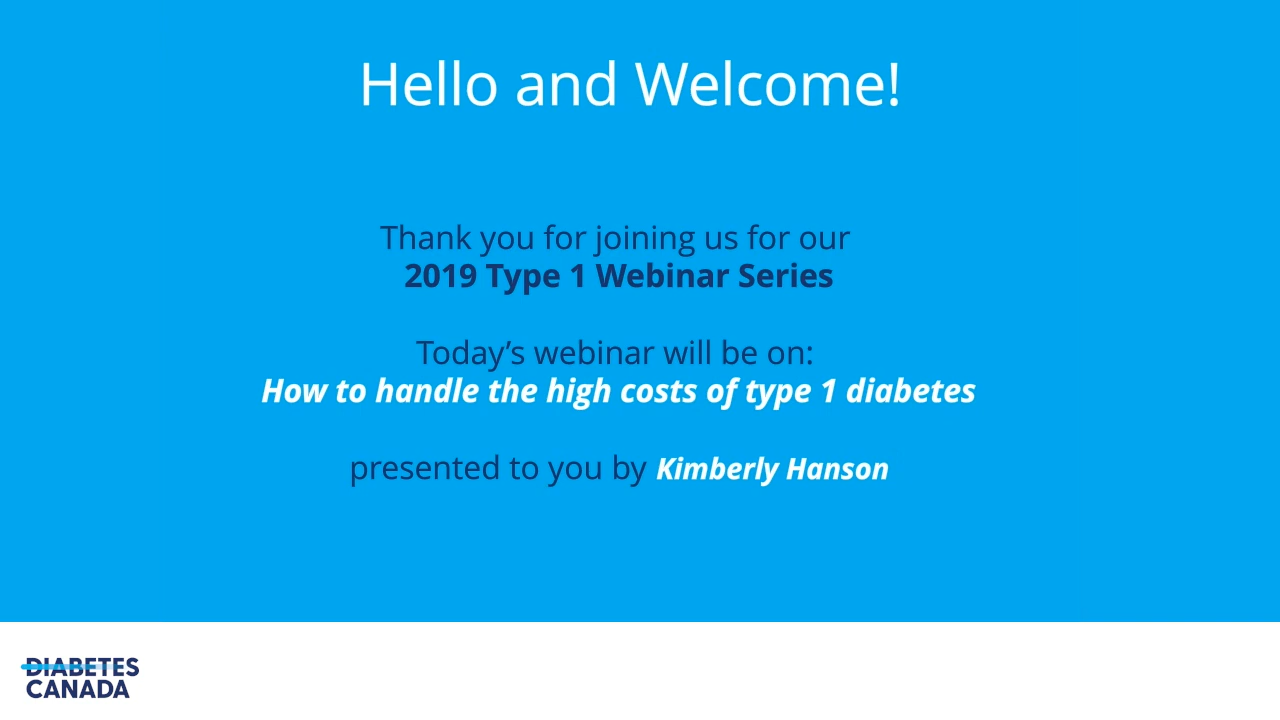 Hello and Welcome!
Thank you for joining us for our
2019 Type 1 Webinar Series
Today’s webinar will be on:
How to handle the high costs of type 1 diabetes
presented to you by Kimberly Hanson
DIABETES
CANADA